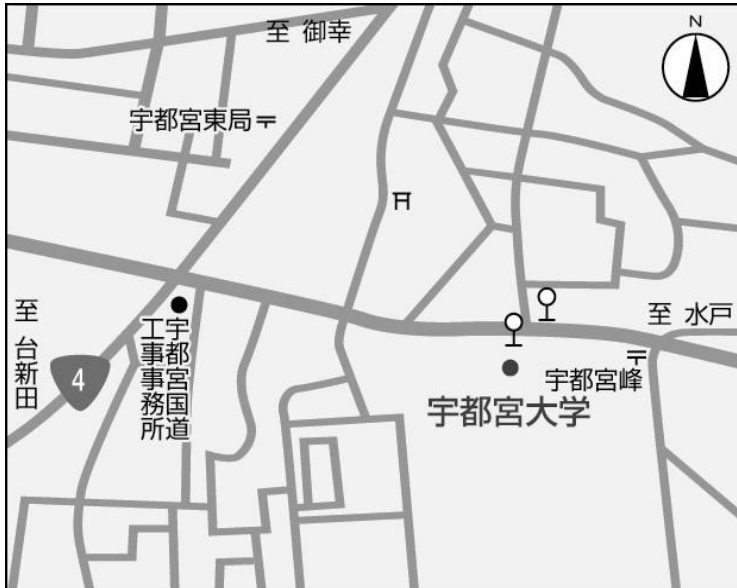 至 御幸
N
宇都宮東局
至 台新田
4
宇都宮国道
工事事務所
至 水戸
宇都宮峰
宇都宮大学